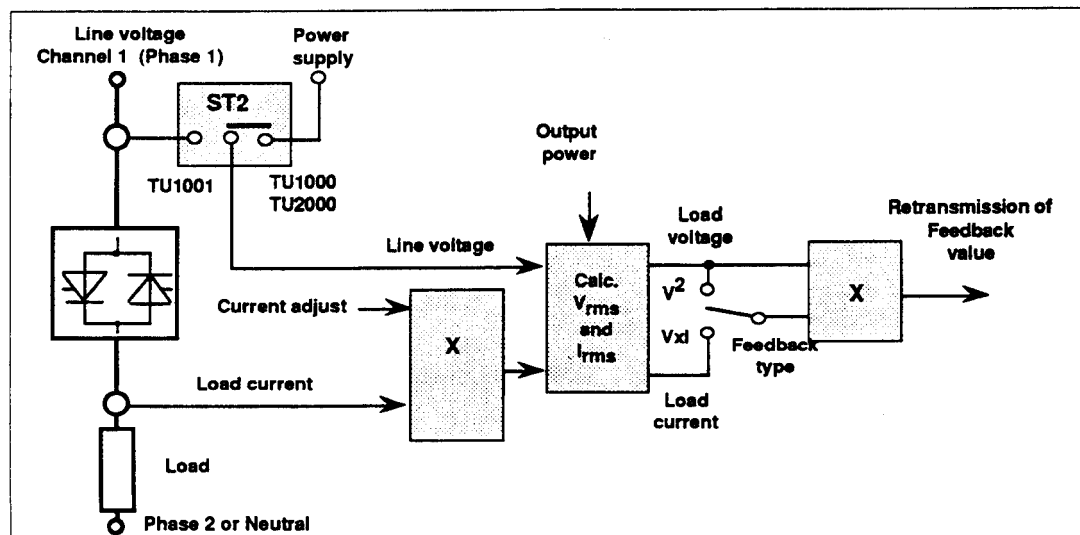 Line voltage
Channel 1 (Phase 1)
Power
supply
ST2
TU1001
TU1000
TU2000
Output
power
Line voltage
Load
voltage
Retransmission of
Feedback
value
Current adjust
X
Calc.
Vrms
and
Irms
V²
VxI
Feedback
type
X
Load current
Load
current
Load
Phase 2 or Neutral